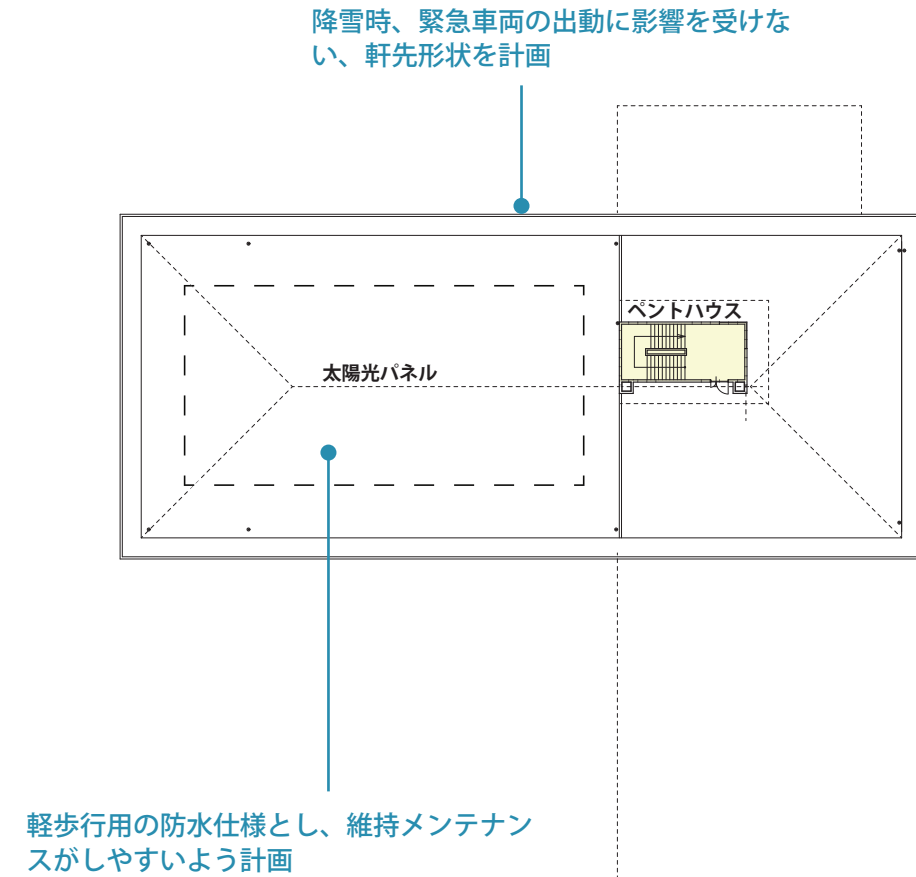 降雪時、緊急車両の出動に影響を受けな
い、軒先形状を計画
ペントハウス
太陽光パネル
軽歩行用の防水仕様とし、維持メンテナン
スがしやすいよう計画